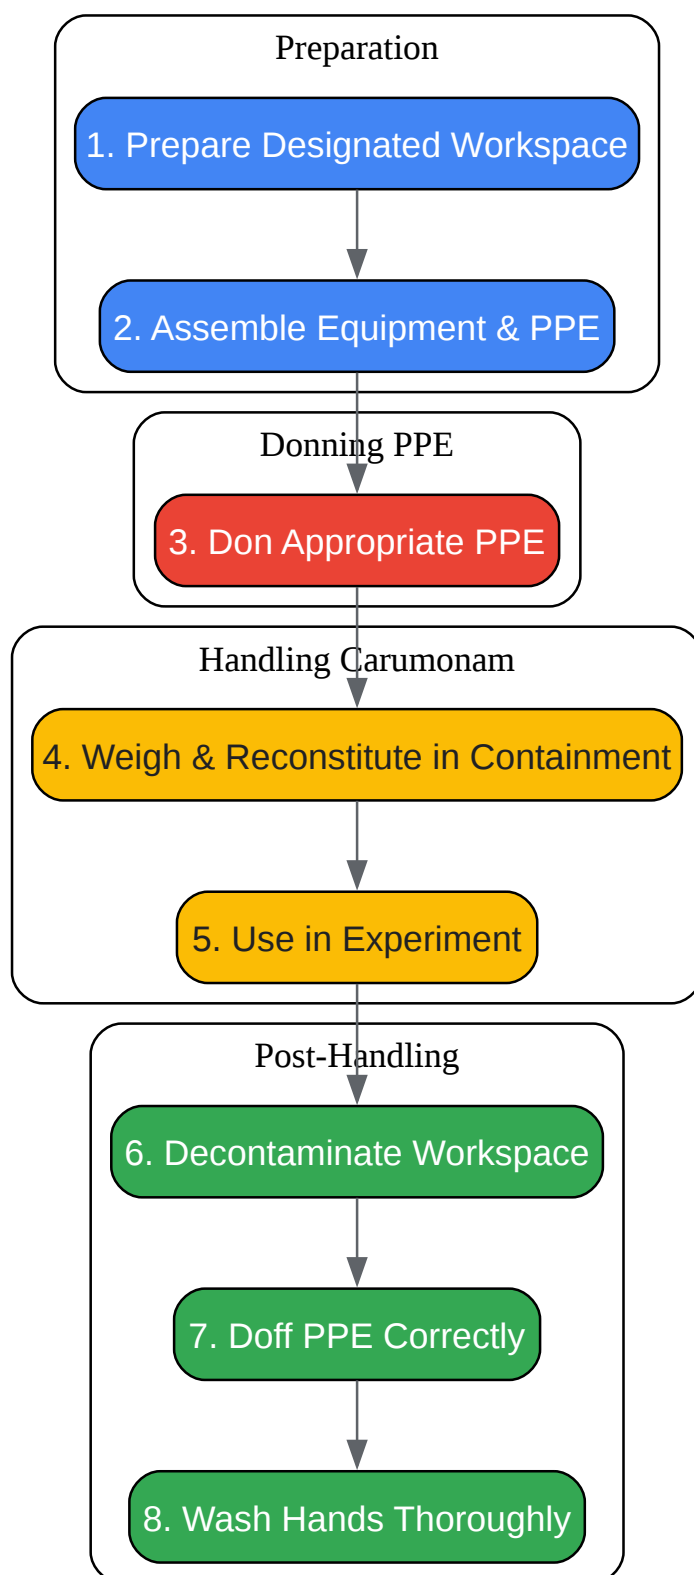 Preparation
1. Prepare Designated Workspace
2. Assemble Equipment & PPE
Donning PPE
3. Don Appropriate PPE
Handling Carumonam
4. Weigh & Reconstitute in Containment
5. Use in Experiment
Post-Handling
6. Decontaminate Workspace
7. Doff PPE Correctly
8. Wash Hands Thoroughly